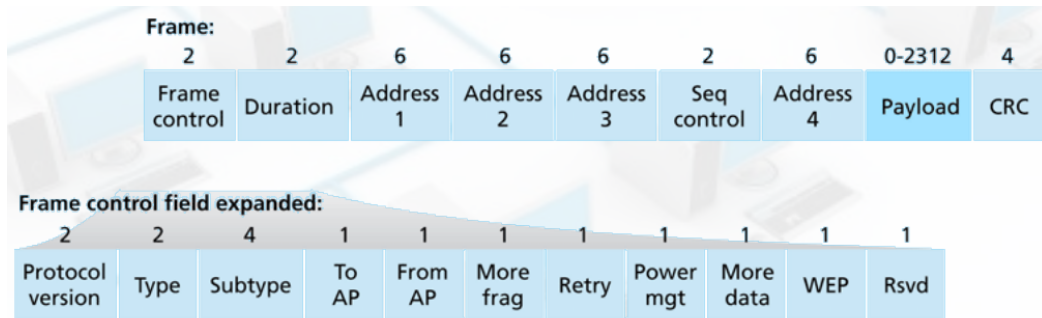 Frame:
2 2 6 6 6 2 6 0-2312 4
Frame control Duration Address 1 Address 2 Address 3 Seq control Address 4 Payload CRC
Frame control field expanded:
2 2 4 1 1 1 1 1 1 1 1
Protocol version Type Subtype To AP From AP More frag Retry Power mgt More data WEP Rsvd